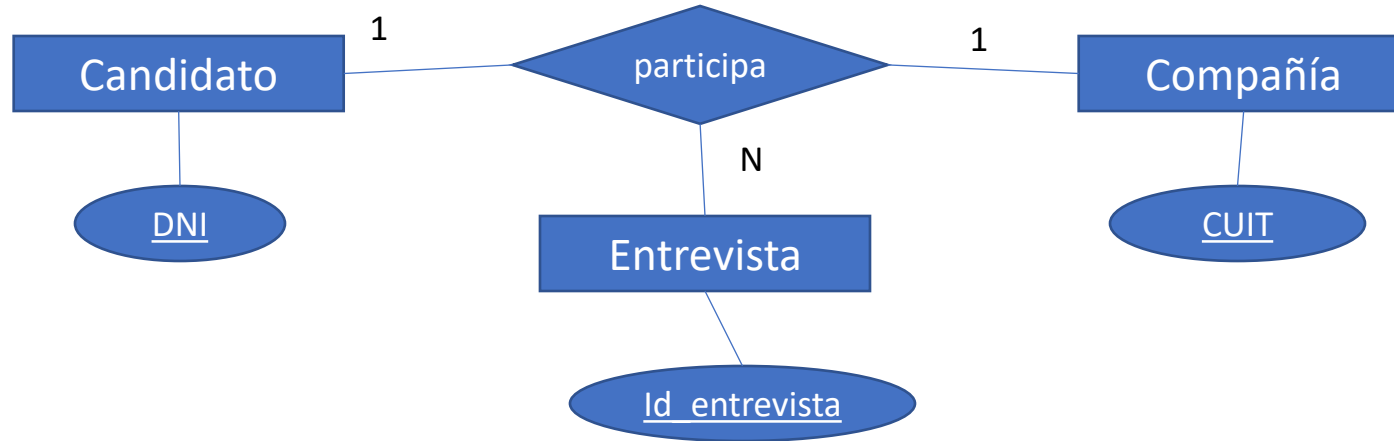 1
participa
1
Candidato
Compañía
N
DNI
CUIT
Entrevista
Id_entrevista